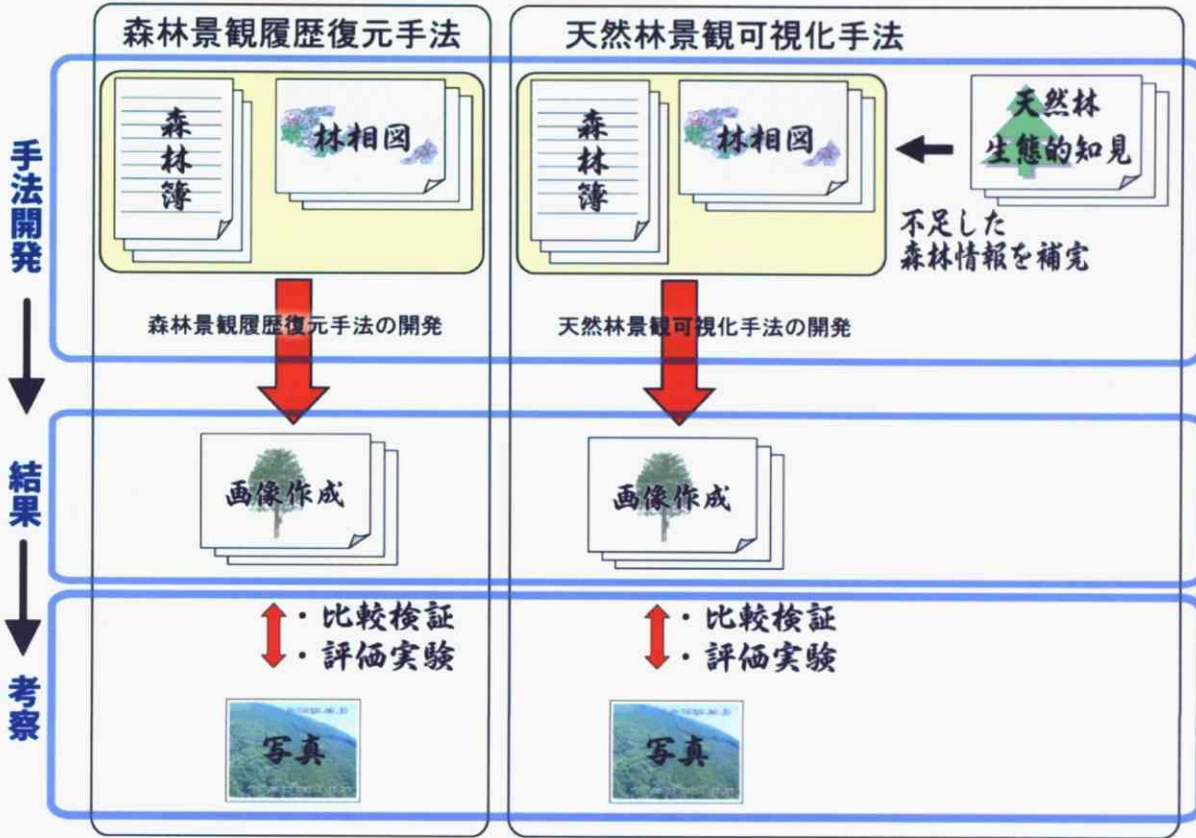 森林景観履歴復元手法
天然林景観可視化手法
手法開発
森林簿
林相図
森林簿
林相図
天然林
生態的知見
不足した
森林情報を補完
森林景観履歴復元手法の開発
天然林景観可視化手法の開発
結果
画像作成
画像作成
考察
・比較検証
・評価実験
・比較検証
・評価実験
写真
写真